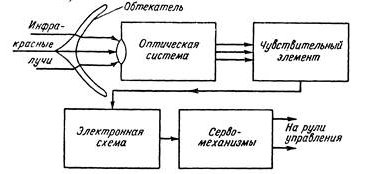 Обтекатель
Инфра-
красные
лучи
Оптическая
система
Чувствительный
элемент
Электронная
схема
Серво-
механизмы
На рули
управления